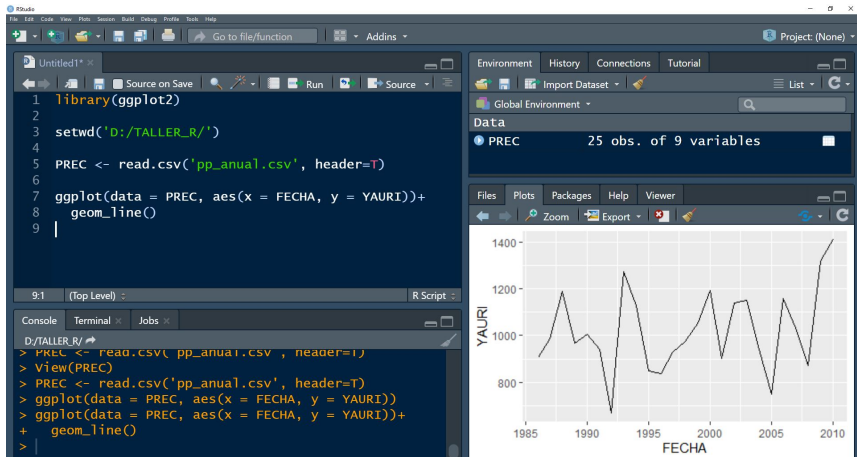 RStudio
File Edit Code View Plots Session Build Debug Profile Tools Help
Go to file/function Addins Project: (None)
Untitled1*
Source on Save Run Source
1 library(ggplot2)
2
3 setwd('D:/TALLER_R/')
4
5 PREC <- read.csv('pp_anual.csv', header=T)
6
7 ggplot(data = PREC, aes(x = FECHA, y = YAURI))+
8 geom_line()
9
9:1 (Top Level) R Script
Console Terminal Jobs
D:/TALLER_R/
> PREC <- read.csv('pp_anual.csv', header=T)
> View(PREC)
> PREC <- read.csv('pp_anual.csv', header=T)
> ggplot(data = PREC, aes(x = FECHA, y = YAURI))
> ggplot(data = PREC, aes(x = FECHA, y = YAURI))+
+ geom_line()
>
Environment History Connections Tutorial
Import Dataset List
Global Environment
Data
PREC 25 obs. of 9 variables
Files Plots Packages Help Viewer
Zoom Export
1400
1200
1000
800
YAURI
1985 1990 1995 2000 2005 2010
FECHA